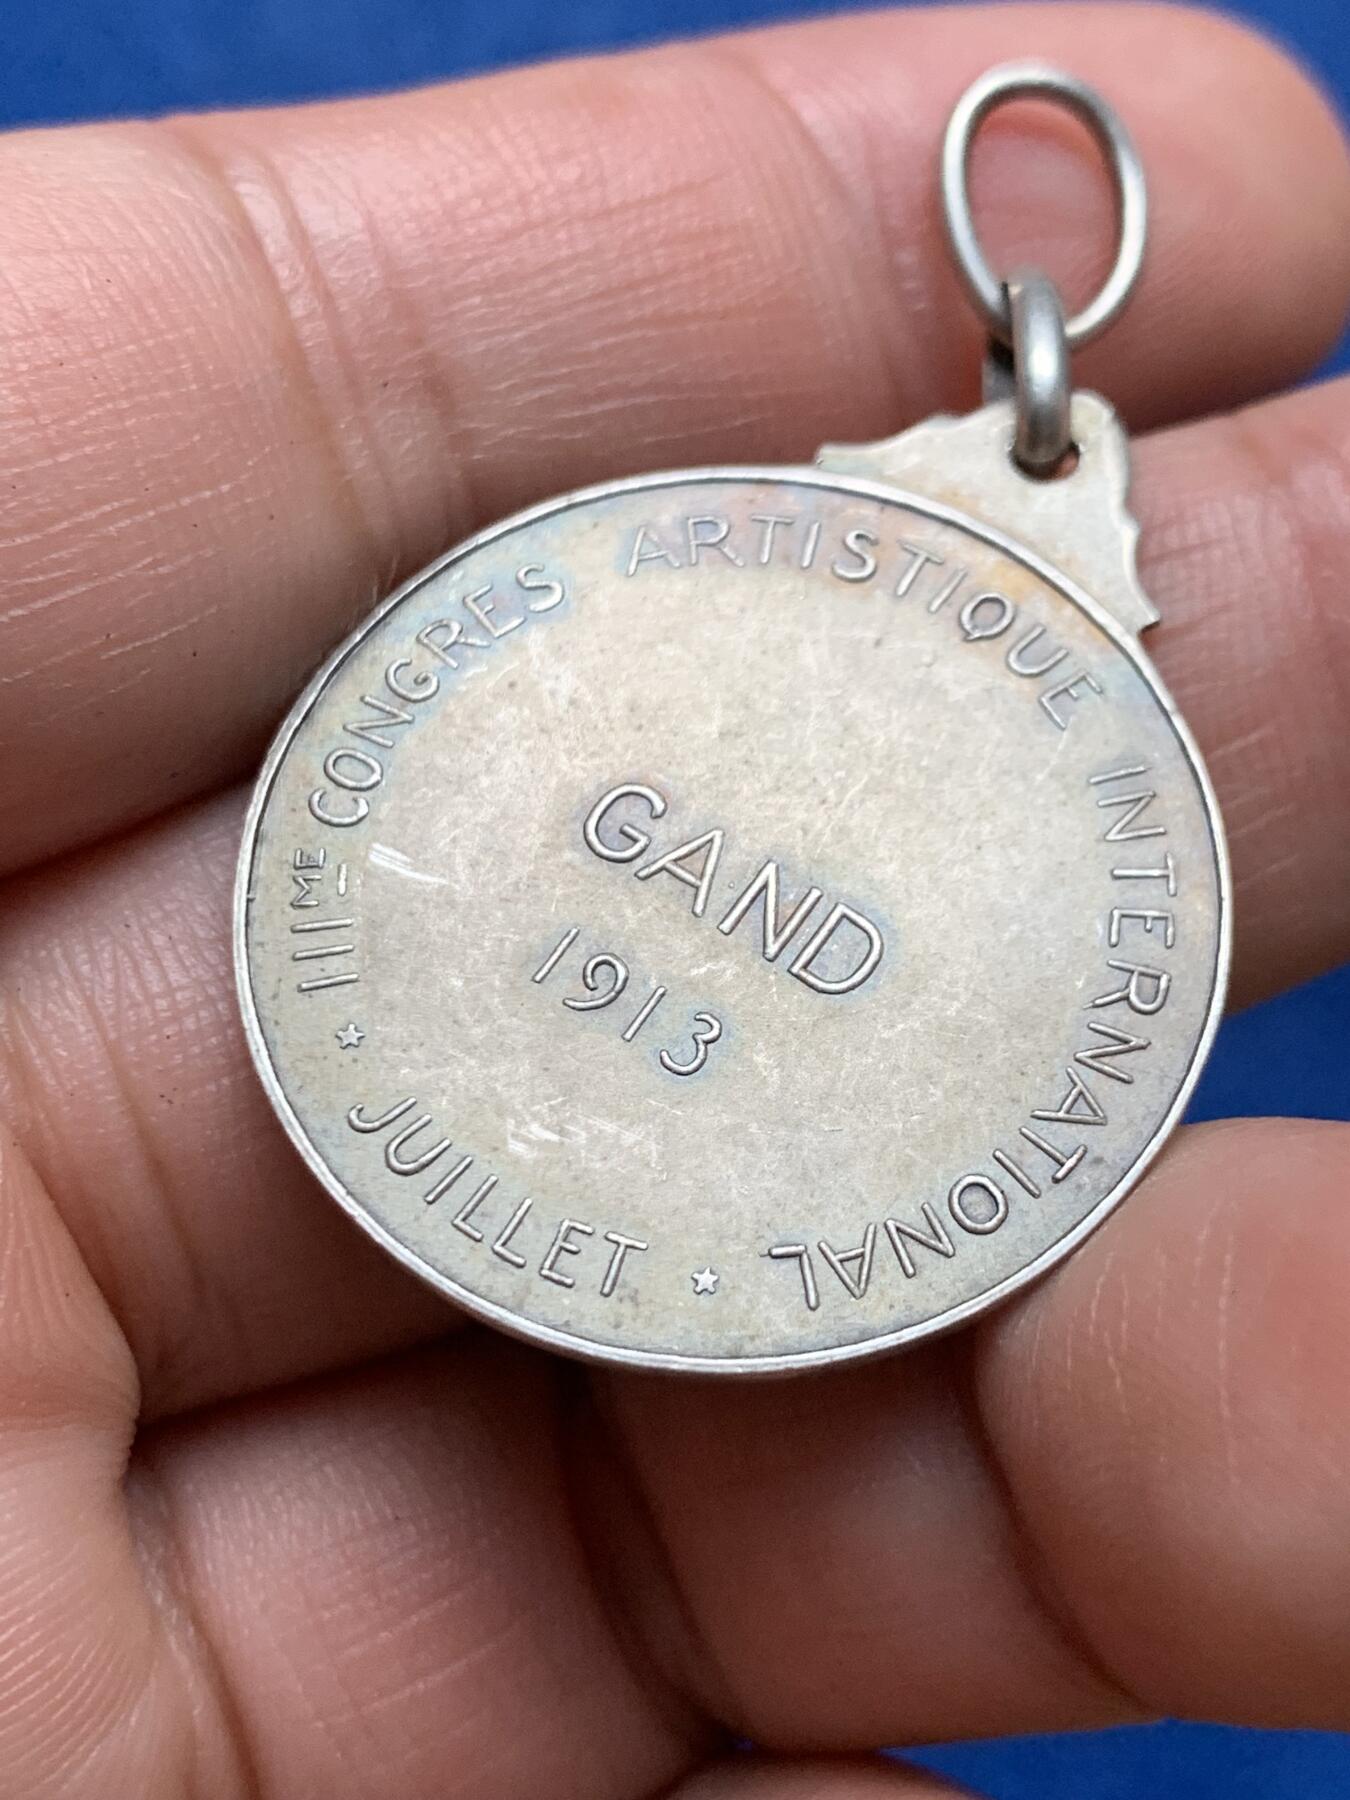 IIIME CONGRES ARTISTIQUE INTERNATIONAL
GAND
1913
* JUILLET *